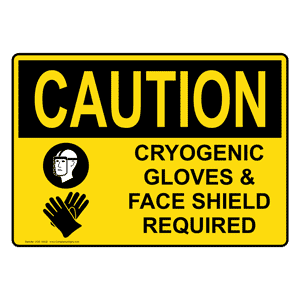 CAUTION
CRYOGENIC
GLOVES &
FACE SHIELD
REQUIRED